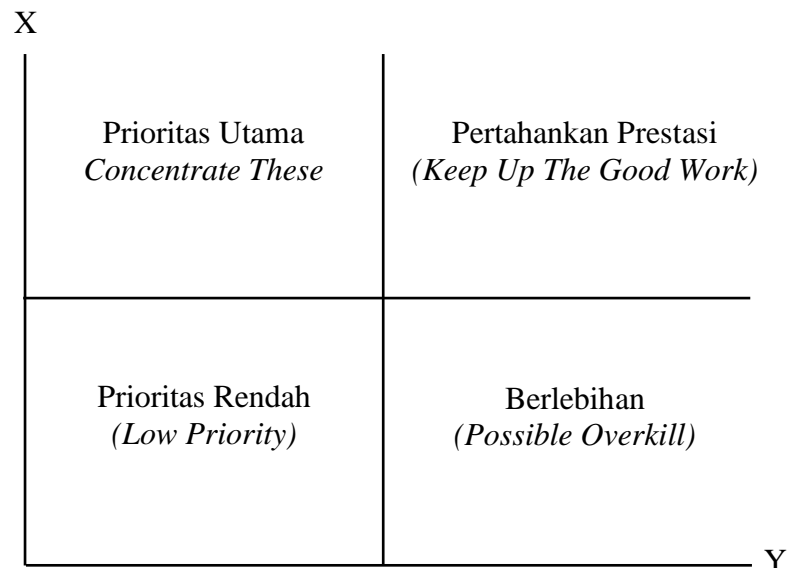 X
Prioritas Utama
Concentrate These
Pertahankan Prestasi
(Keep Up The Good Work)
Prioritas Rendah
(Low Priority)
Berlebihan
(Possible Overkill)
Y